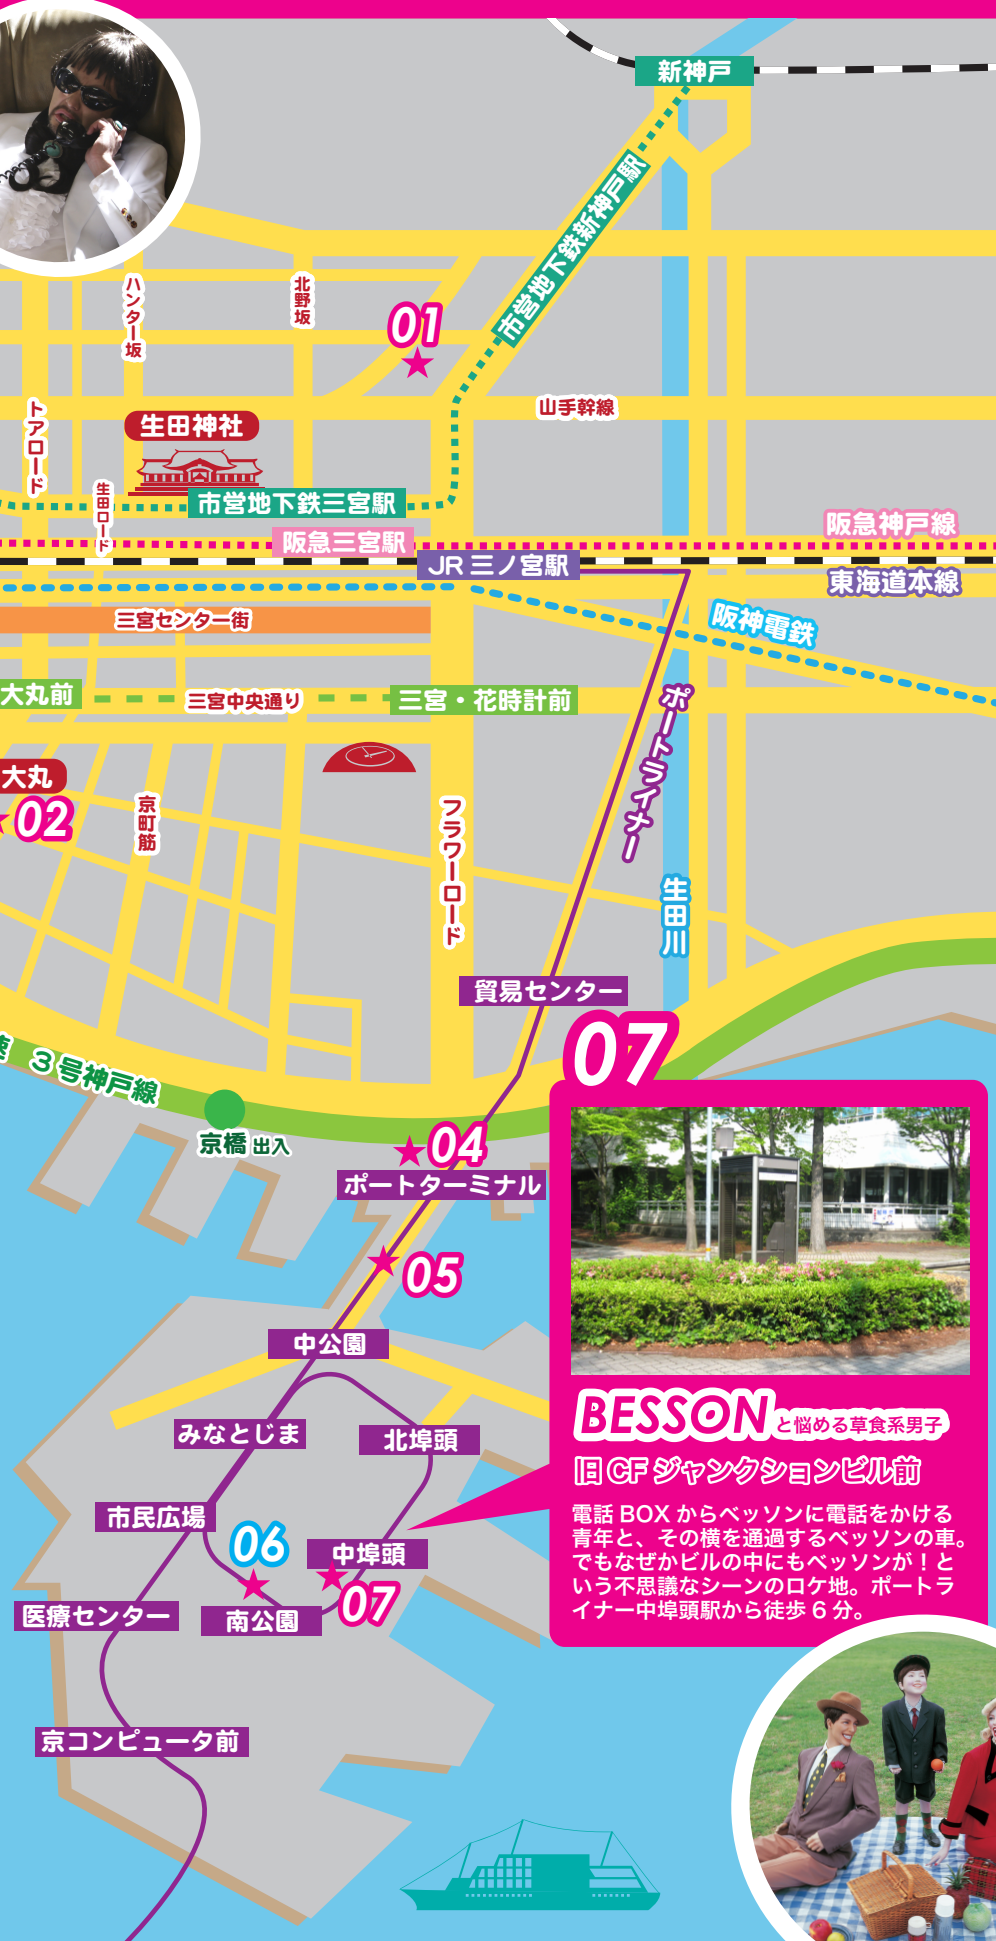 新神戸
市営地下鉄新神戸駅
ハンター坂
北野坂
01
トアロード
生田神社
山手幹線
生田ロード
市営地下鉄三宮駅
阪急三宮駅
阪急神戸線
JR 三ノ宮駅
東海道本線
三宮センター街
阪神電鉄
大丸前
三宮中央通り
三宮・花時計前
ポートライナー
大丸
02
京町筋
フラワーロード
生田川
貿易センター
07
3号神戸線
京橋 出入
04
ポートターミナル
05
中公園
みなとじま
北埠頭
市民広場
06
中埠頭
07
医療センター
南公園
京コンピュータ前
BESSON と悩める草食系男子
旧 CF ジャンクションビル前
電話 BOX からベッソンに電話をかける
青年と、その横を通過するベッソンの車。
でもなぜかビルの中にもベッソンが！と
いう不思議なシーンのロケ地。ポートラ
イナー中埠頭駅から徒歩 6 分。